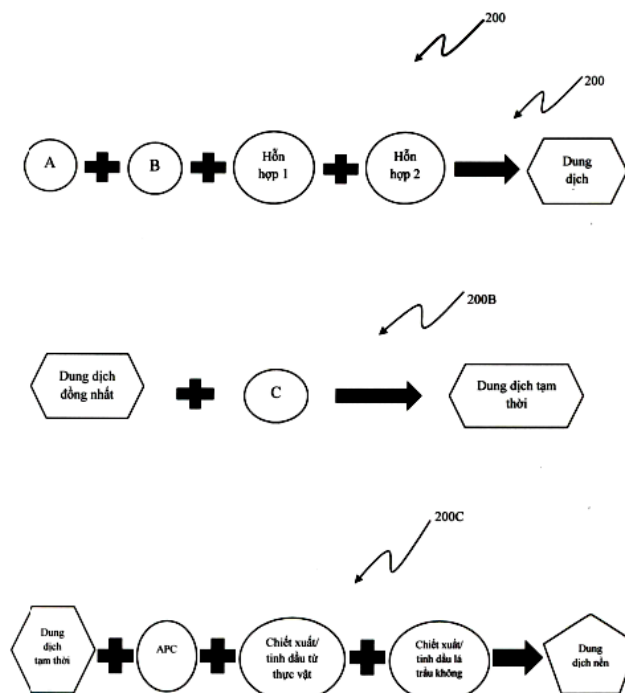 200
200
A
B
Hỗn
hợp 1
Hỗn
hợp 2
Dung
dịch
200B
Dung dịch
đồng nhất
C
Dung dịch tạm
thời
200C
Dung
dịch
tạm thời
APC
Chiết xuất/
tinh dầu từ
thực vật
Chiết xuất/
tinh dầu lá
trầu không
Dung
dịch nền